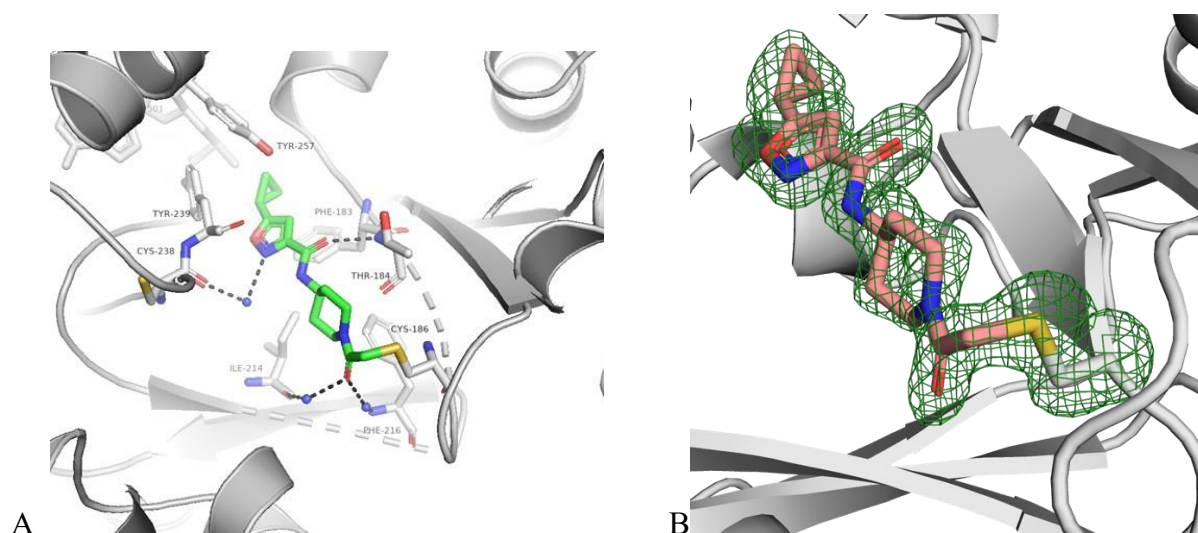 TYR-257
TYR-239
PHE-183
CYS-238
THR-184
CYS-186
ILE-214
PHE-216
A
B